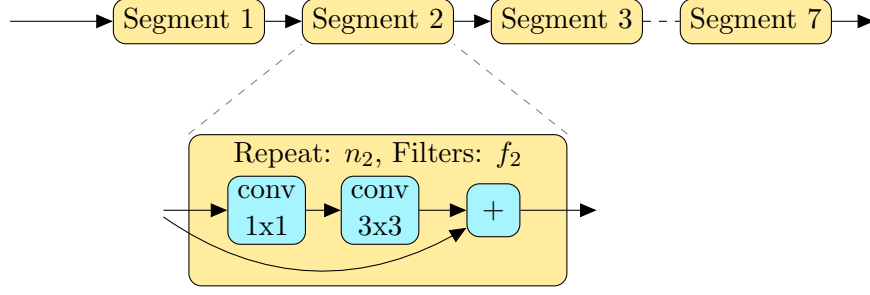 Segment 1
Segment 2
Segment 3
Segment 7
Repeat: n₂, Filters: f₂
conv
1x1
conv
3x3
+